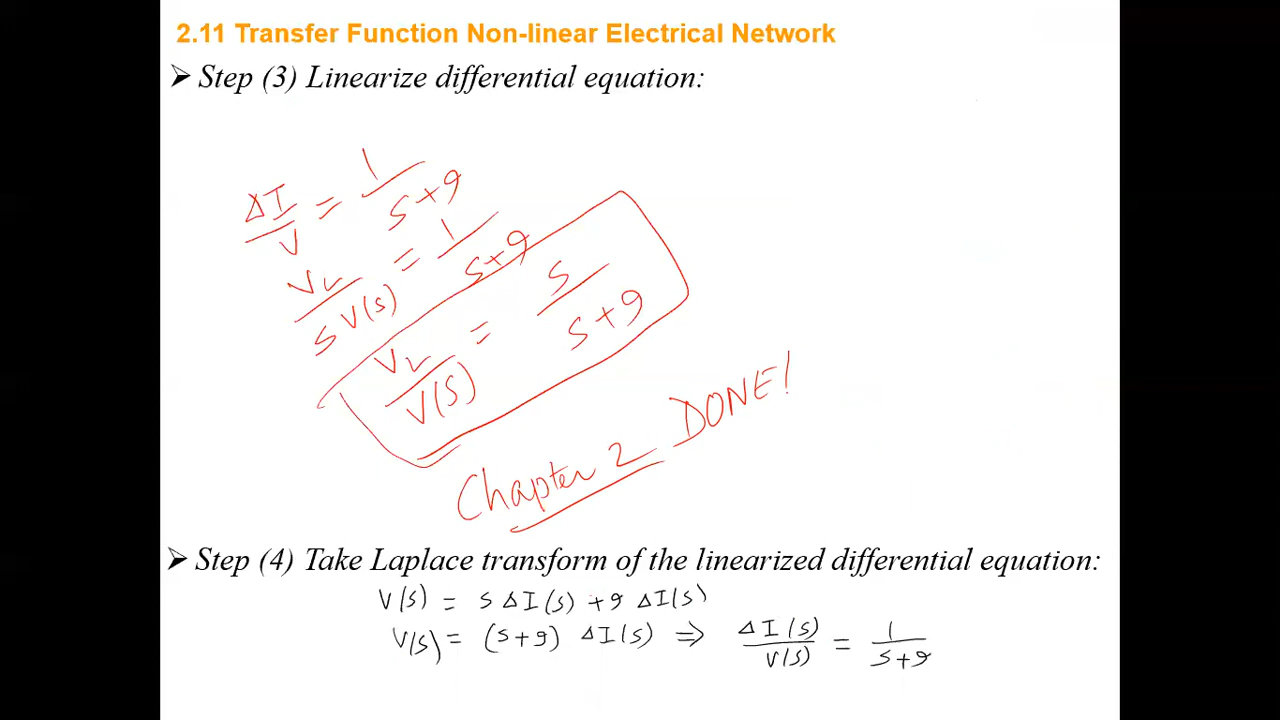 2.11 Transfer Function Non-linear Electrical Network
➢ Step (3) Linearize differential equation:
ΔI/V = 1/(s+9)
V_L/(s V(s)) = 1/(s+9)
V_L/V(s) = s/(s+9)
Chapter 2 DONE!
➢ Step (4) Take Laplace transform of the linearized differential equation:
V(s) = s ΔI(s) + 9 ΔI(s)
V(s) = (s+9) ΔI(s) ⇒ ΔI(s)/V(s) = 1/(s+9)